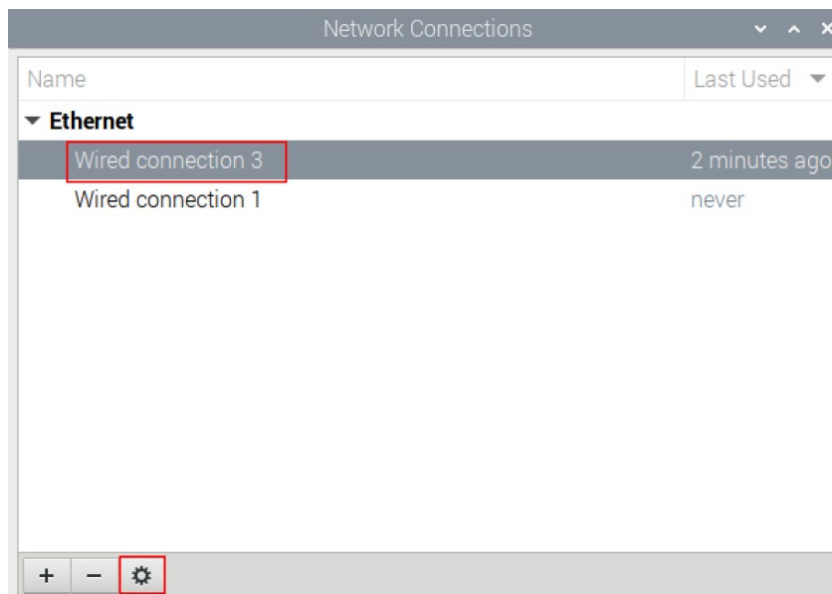 Network Connections
Name Last Used
Ethernet
Wired connection 3 2 minutes ago
Wired connection 1 never